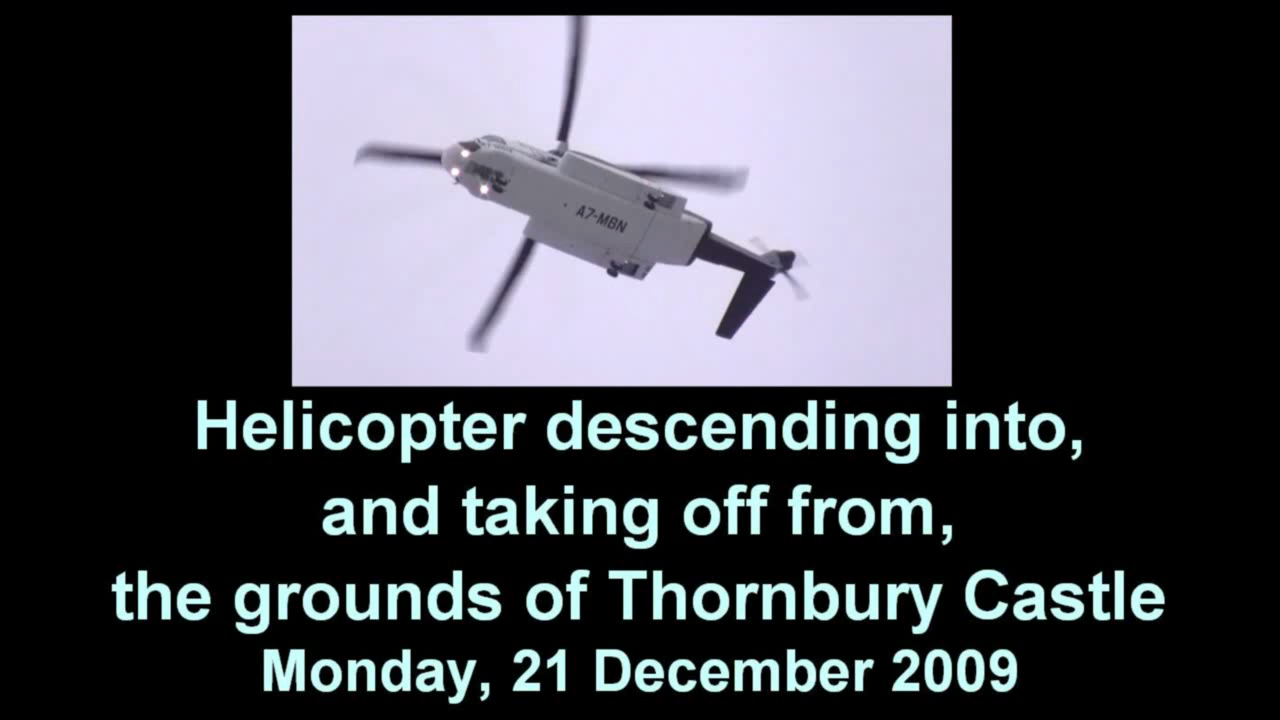 A7-MBN
Helicopter descending into,
and taking off from,
the grounds of Thornbury Castle
Monday, 21 December 2009